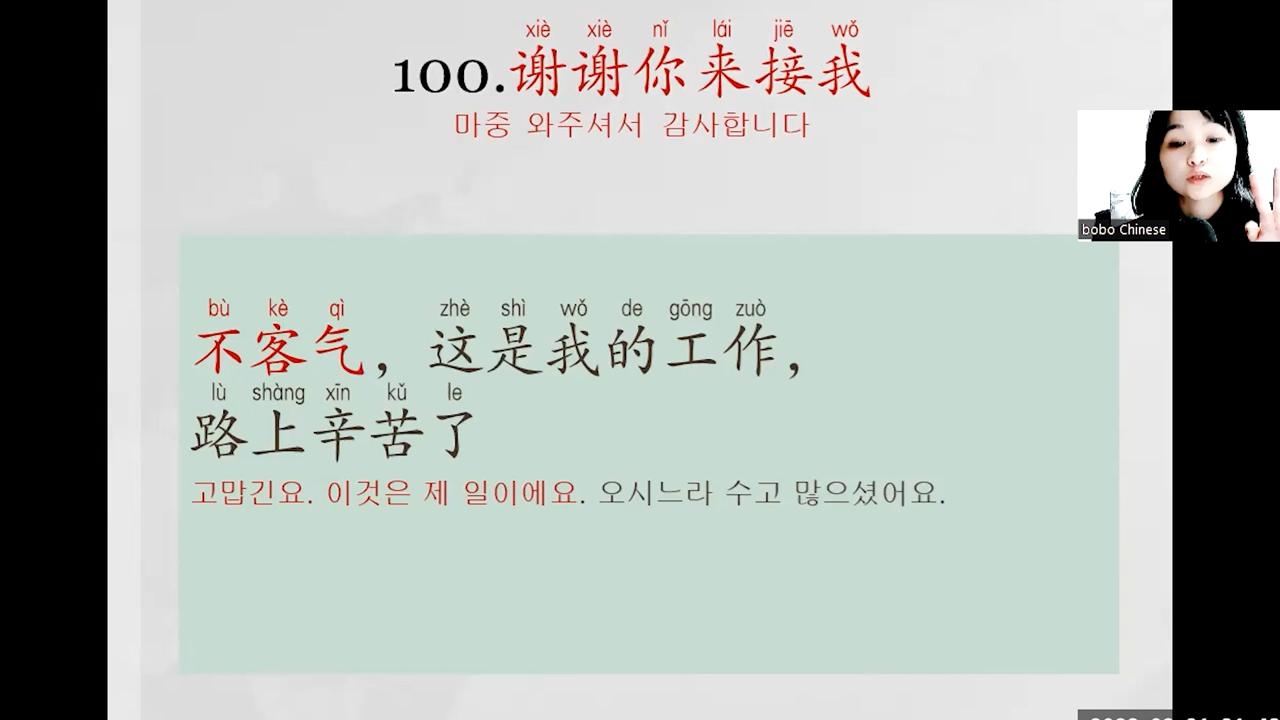 xiè xiè nǐ lái jiē wǒ
100.谢谢你来接我
마중 와주셔서 감사합니다
bobo Chinese
bù kè qì zhè shì wǒ de gōng zuò
不客气，这是我的工作，
lù shàng xīn kǔ le
路上辛苦了
고맙긴요. 이것은 제 일이에요. 오시느라 수고 많으셨어요.